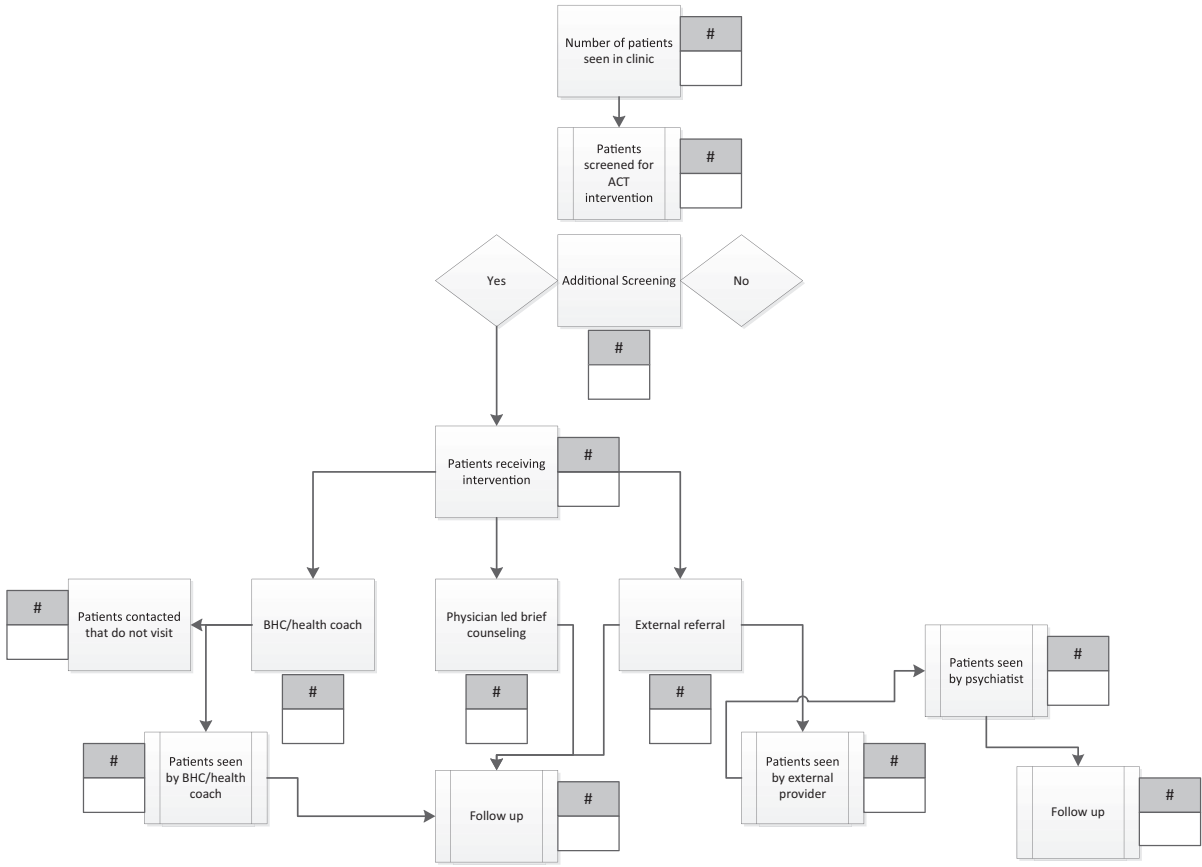 Number of patients
seen in clinic
#
Patients
screened for
ACT
intervention
#
Yes
Additional Screening
No
#
Patients receiving
intervention
#
#
Patients contacted
that do not visit
BHC/health coach
#
Physician led brief
counseling
#
External referral
#
Patients seen
by psychiatist
#
#
Patients seen
by BHC/health
coach
Follow up
#
Patients seen
by external
provider
#
Follow up
#